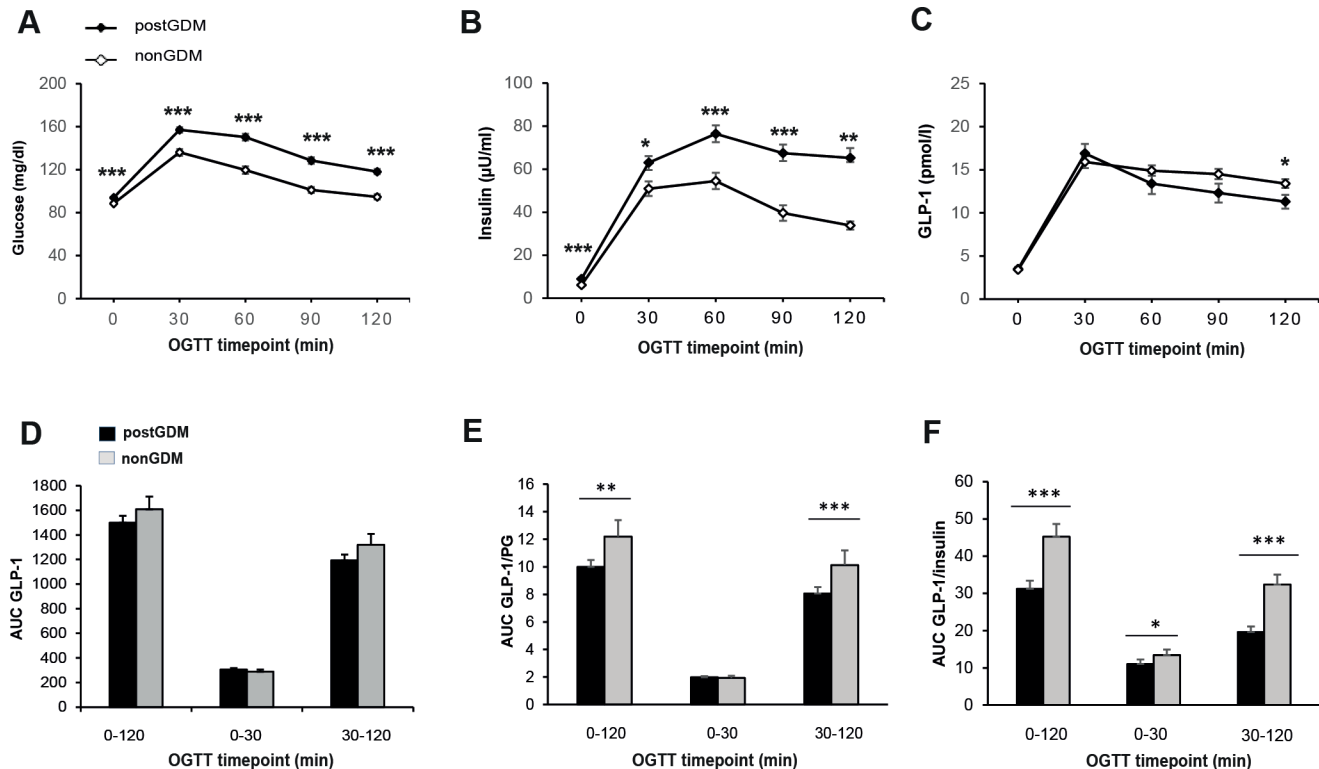 A
postGDM
nonGDM
Glucose (mg/dl)
200
160
120
80
40
0
***
***
***
***
***
0 30 60 90 120
OGTT timepoint (min)
B
Insulin (µU/ml)
100
80
60
40
20
0
***
*
***
***
**
0 30 60 90 120
OGTT timepoint (min)
C
GLP-1 (pmol/l)
25
20
15
10
5
0
*
0 30 60 90 120
OGTT timepoint (min)
D
postGDM
nonGDM
AUC GLP-1
1800
1600
1400
1200
1000
800
600
400
200
0
0-120 0-30 30-120
OGTT timepoint (min)
E
AUC GLP-1/PG
16
14
12
10
8
6
4
2
0
**
***
0-120 0-30 30-120
OGTT timepoint (min)
F
AUC GLP-1/insulin
60
50
40
30
20
10
0
***
*
***
0-120 0-30 30-120
OGTT timepoint (min)